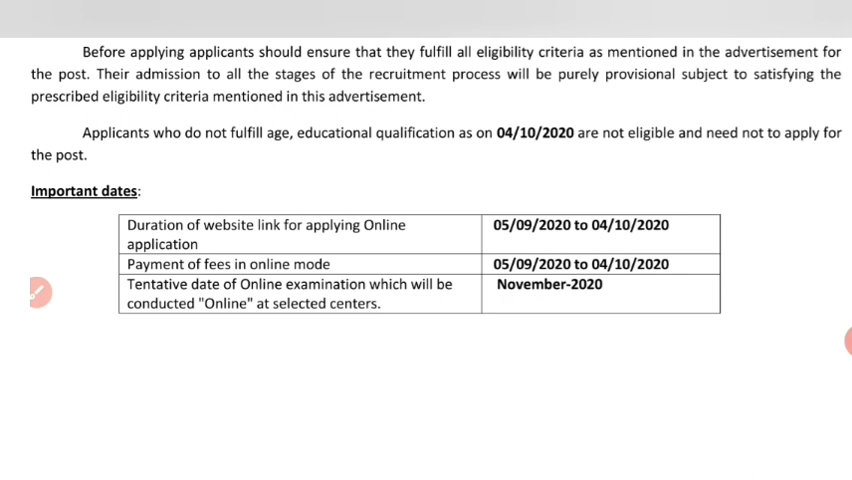 Before applying applicants should ensure that they fulfill all eligibility criteria as mentioned in the advertisement for
the post. Their admission to all the stages of the recruitment process will be purely provisional subject to satisfying the
prescribed eligibility criteria mentioned in this advertisement.
Applicants who do not fulfill age, educational qualification as on 04/10/2020 are not eligible and need not to apply for
the post.
Important dates:
Duration of website link for applying Online 05/09/2020 to 04/10/2020
application
Payment of fees in online mode 05/09/2020 to 04/10/2020
Tentative date of Online examination which will be November-2020
conducted "Online" at selected centers.